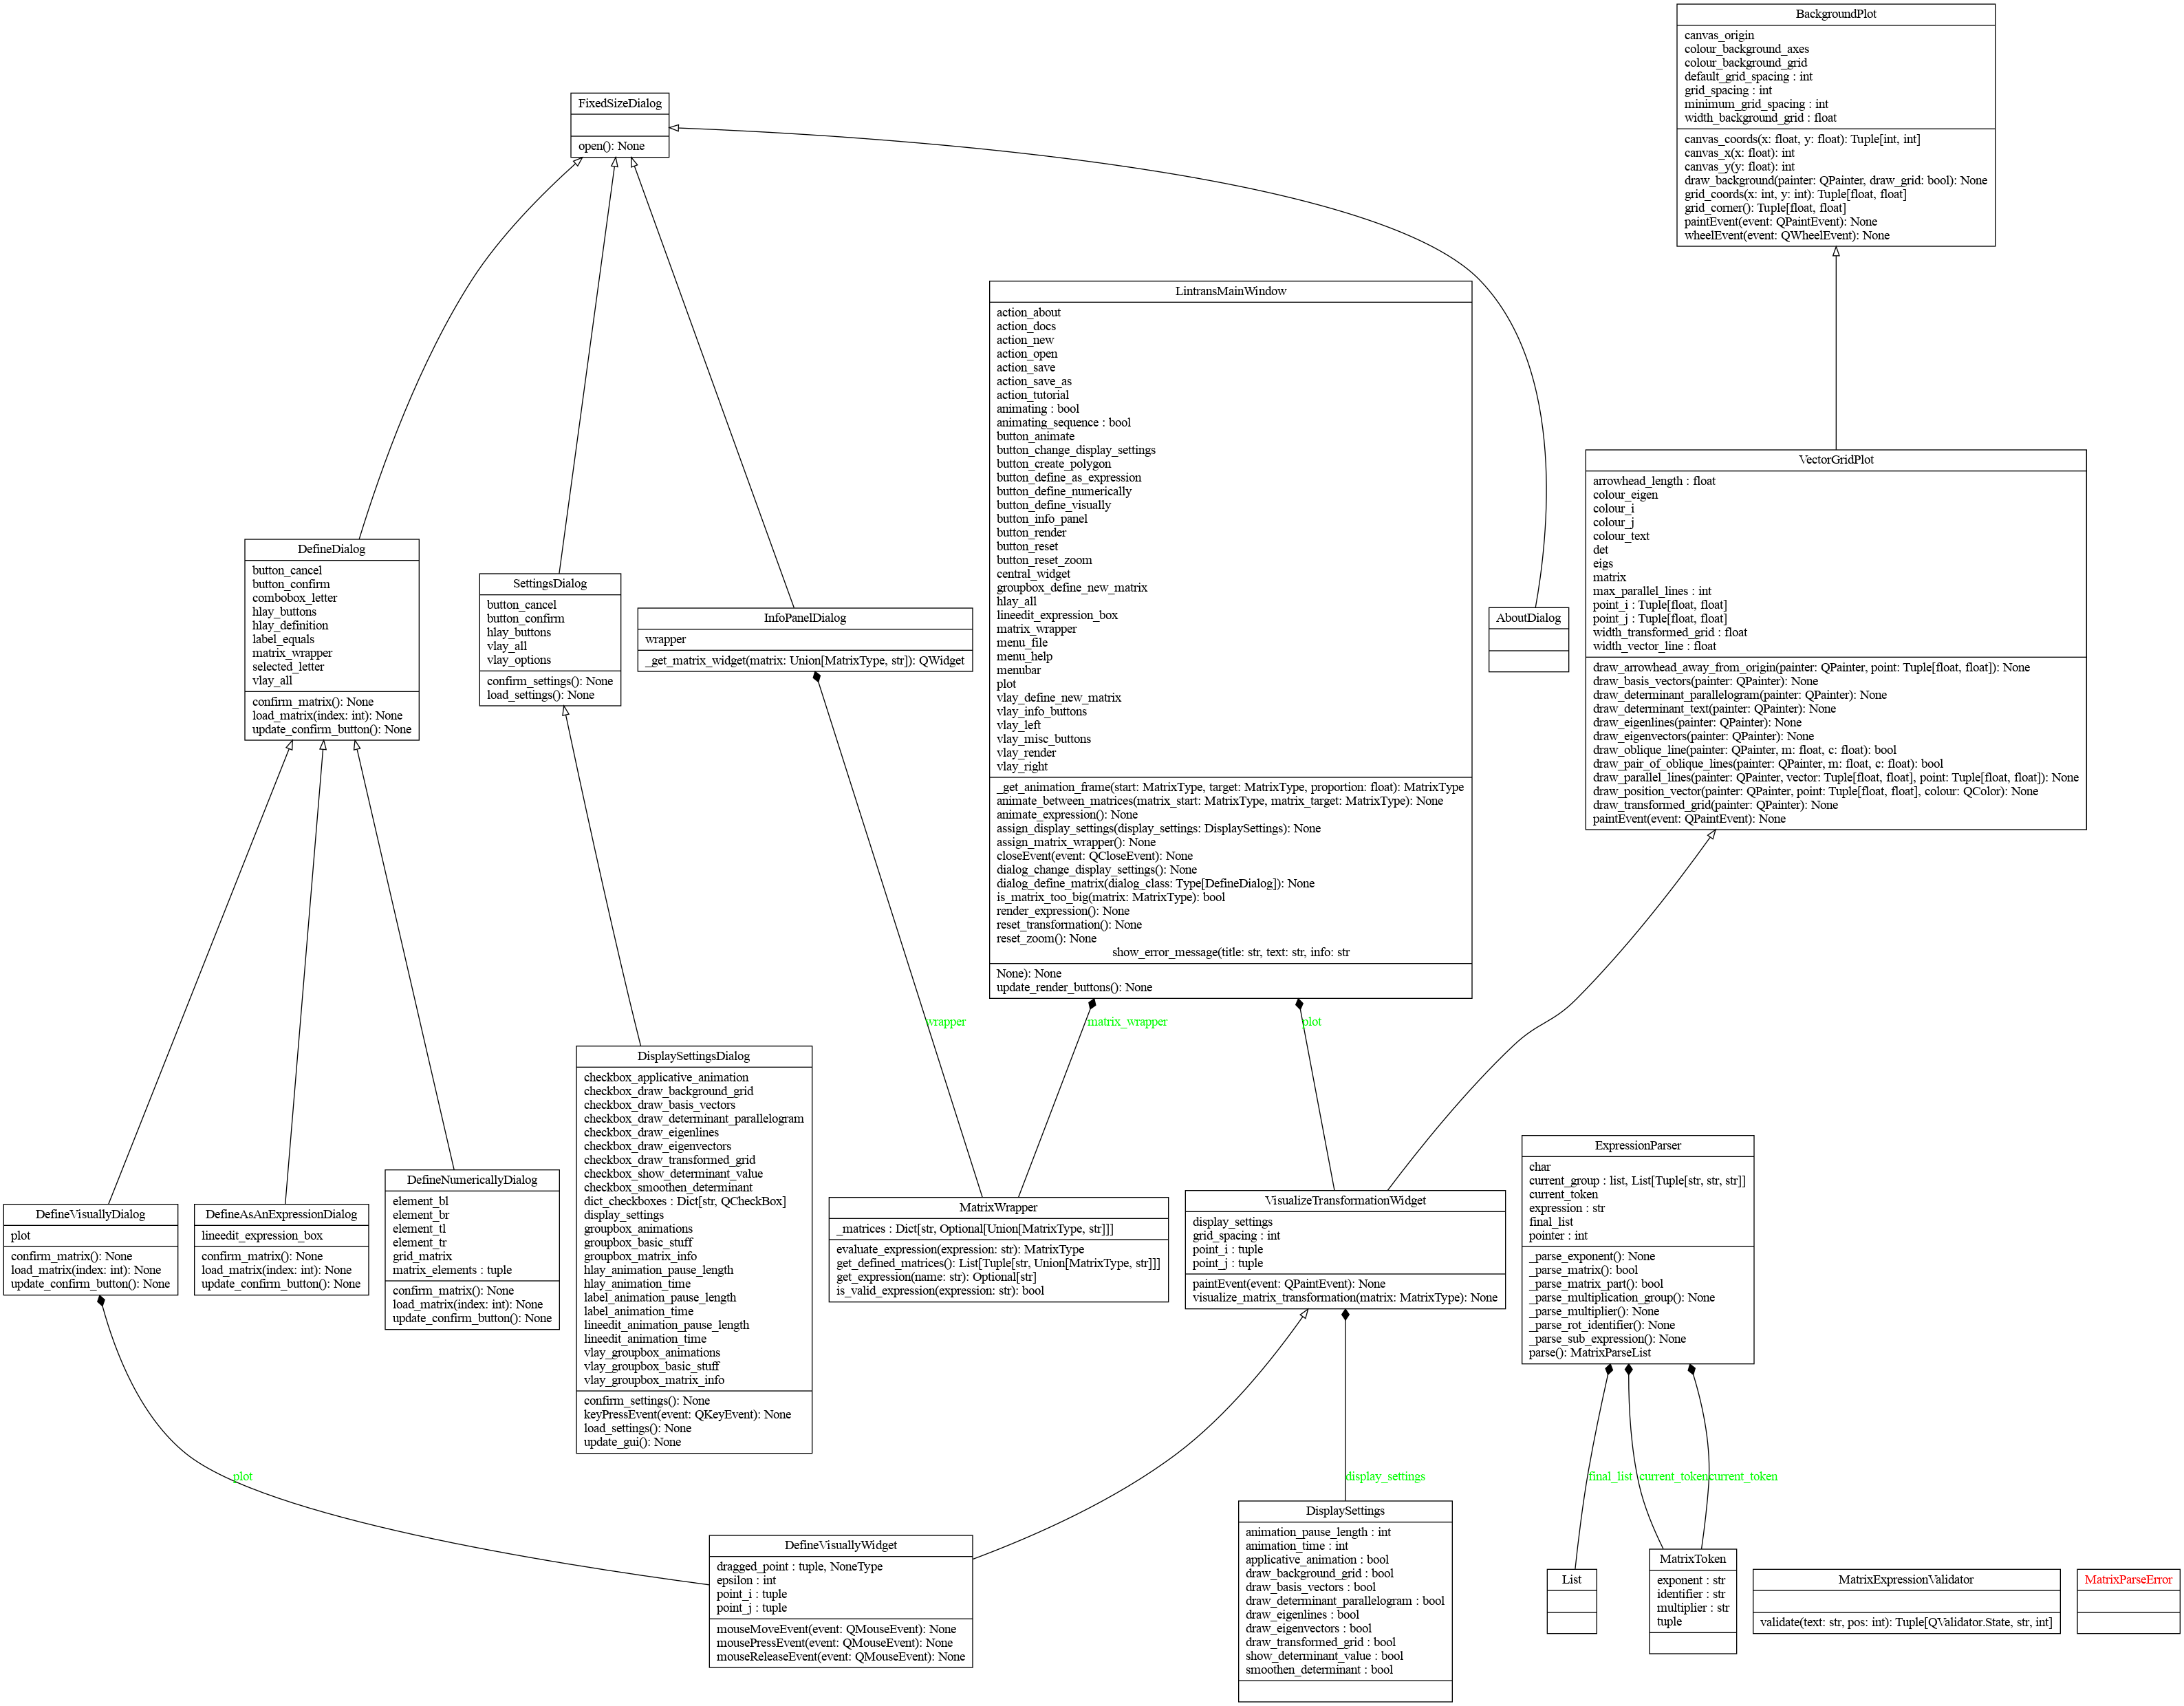 BackgroundPlot
canvas_origin
colour_background_axes
colour_background_grid
default_grid_spacing : int
grid_spacing : int
minimum_grid_spacing : int
width_background_grid : float
canvas_coords(x: float, y: float): Tuple[int, int]
canvas_x(x: float): int
canvas_y(y: float): int
draw_background(painter: QPainter, draw_grid: bool): None
grid_coords(x: int, y: int): Tuple[float, float]
grid_corner(): Tuple[float, float]
paintEvent(event: QPaintEvent): None
wheelEvent(event: QWheelEvent): None
FixedSizeDialog
open(): None
LintransMainWindow
action_about
action_docs
action_new
action_open
action_save
action_save_as
action_tutorial
animating : bool
animating_sequence : bool
button_animate
button_change_display_settings
button_create_polygon
button_define_as_expression
button_define_numerically
button_define_visually
button_info_panel
button_render
button_reset
button_reset_zoom
central_widget
groupbox_define_new_matrix
hlay_all
lineedit_expression_box
matrix_wrapper
menu_file
menu_help
menubar
plot
vlay_define_new_matrix
vlay_info_buttons
vlay_left
vlay_misc_buttons
vlay_render
vlay_right
_get_animation_frame(start: MatrixType, target: MatrixType, proportion: float): MatrixType
animate_between_matrices(matrix_start: MatrixType, matrix_target: MatrixType): None
animate_expression(): None
assign_display_settings(display_settings: DisplaySettings): None
assign_matrix_wrapper(): None
closeEvent(event: QCloseEvent): None
dialog_change_display_settings(): None
dialog_define_matrix(dialog_class: Type[DefineDialog]): None
is_matrix_too_big(matrix: MatrixType): bool
render_expression(): None
reset_transformation(): None
reset_zoom(): None
show_error_message(title: str, text: str, info: str
None): None
update_render_buttons(): None
VectorGridPlot
arrowhead_length : float
colour_eigen
colour_i
colour_j
colour_text
det
eigs
matrix
max_parallel_lines : int
point_i : Tuple[float, float]
point_j : Tuple[float, float]
width_transformed_grid : float
width_vector_line : float
draw_arrowhead_away_from_origin(painter: QPainter, point: Tuple[float, float]): None
draw_basis_vectors(painter: QPainter): None
draw_determinant_parallelogram(painter: QPainter): None
draw_determinant_text(painter: QPainter): None
draw_eigenlines(painter: QPainter): None
draw_eigenvectors(painter: QPainter): None
draw_oblique_line(painter: QPainter, m: float, c: float): bool
draw_pair_of_oblique_lines(painter: QPainter, m: float, c: float): bool
draw_parallel_lines(painter: QPainter, vector: Tuple[float, float], point: Tuple[float, float]): None
draw_position_vector(painter: QPainter, point: Tuple[float, float], colour: QColor): None
draw_transformed_grid(painter: QPainter): None
paintEvent(event: QPaintEvent): None
DefineDialog
button_cancel
button_confirm
combobox_letter
hlay_buttons
hlay_definition
label_equals
matrix_wrapper
selected_letter
vlay_all
confirm_matrix(): None
load_matrix(index: int): None
update_confirm_button(): None
SettingsDialog
button_cancel
button_confirm
hlay_buttons
vlay_all
vlay_options
confirm_settings(): None
load_settings(): None
InfoPanelDialog
wrapper
_get_matrix_widget(matrix: Union[MatrixType, str]): QWidget
AboutDialog
wrapper
matrix_wrapper
plot
DisplaySettingsDialog
checkbox_applicative_animation
checkbox_draw_background_grid
checkbox_draw_basis_vectors
checkbox_draw_determinant_parallelogram
checkbox_draw_eigenlines
checkbox_draw_eigenvectors
checkbox_draw_transformed_grid
checkbox_show_determinant_value
checkbox_smoothen_determinant
dict_checkboxes : Dict[str, QCheckBox]
display_settings
groupbox_animations
groupbox_basic_stuff
groupbox_matrix_info
hlay_animation_pause_length
hlay_animation_time
label_animation_pause_length
label_animation_time
lineedit_animation_pause_length
lineedit_animation_time
vlay_groupbox_animations
vlay_groupbox_basic_stuff
vlay_groupbox_matrix_info
confirm_settings(): None
keyPressEvent(event: QKeyEvent): None
load_settings(): None
update_gui(): None
DefineVisuallyDialog
plot
confirm_matrix(): None
load_matrix(index: int): None
update_confirm_button(): None
DefineAsAnExpressionDialog
lineedit_expression_box
confirm_matrix(): None
load_matrix(index: int): None
update_confirm_button(): None
DefineNumericallyDialog
element_bl
element_br
element_tl
element_tr
grid_matrix
matrix_elements : tuple
confirm_matrix(): None
load_matrix(index: int): None
update_confirm_button(): None
MatrixWrapper
_matrices : Dict[str, Optional[Union[MatrixType, str]]]
evaluate_expression(expression: str): MatrixType
get_defined_matrices(): List[Tuple[str, Union[MatrixType, str]]]
get_expression(name: str): Optional[str]
is_valid_expression(expression: str): bool
VisualizeTransformationWidget
display_settings
grid_spacing : int
point_i : tuple
point_j : tuple
paintEvent(event: QPaintEvent): None
visualize_matrix_transformation(matrix: MatrixType): None
ExpressionParser
char
current_group : list, List[Tuple[str, str, str]]
current_token
expression : str
final_list
pointer : int
_parse_exponent(): None
_parse_matrix(): bool
_parse_matrix_part(): bool
_parse_multiplication_group(): None
_parse_multiplier(): None
_parse_rot_identifier(): None
_parse_sub_expression(): None
parse(): MatrixParseList
plot
display_settings
final_list
current_token
current_token
DefineVisuallyWidget
dragged_point : tuple, NoneType
epsilon : int
point_i : tuple
point_j : tuple
mouseMoveEvent(event: QMouseEvent): None
mousePressEvent(event: QMouseEvent): None
mouseReleaseEvent(event: QMouseEvent): None
DisplaySettings
animation_pause_length : int
animation_time : int
applicative_animation : bool
draw_background_grid : bool
draw_basis_vectors : bool
draw_determinant_parallelogram : bool
draw_eigenlines : bool
draw_eigenvectors : bool
draw_transformed_grid : bool
show_determinant_value : bool
smoothen_determinant : bool
List
MatrixToken
exponent : str
identifier : str
multiplier : str
tuple
MatrixExpressionValidator
validate(text: str, pos: int): Tuple[QValidator.State, str, int]
MatrixParseError